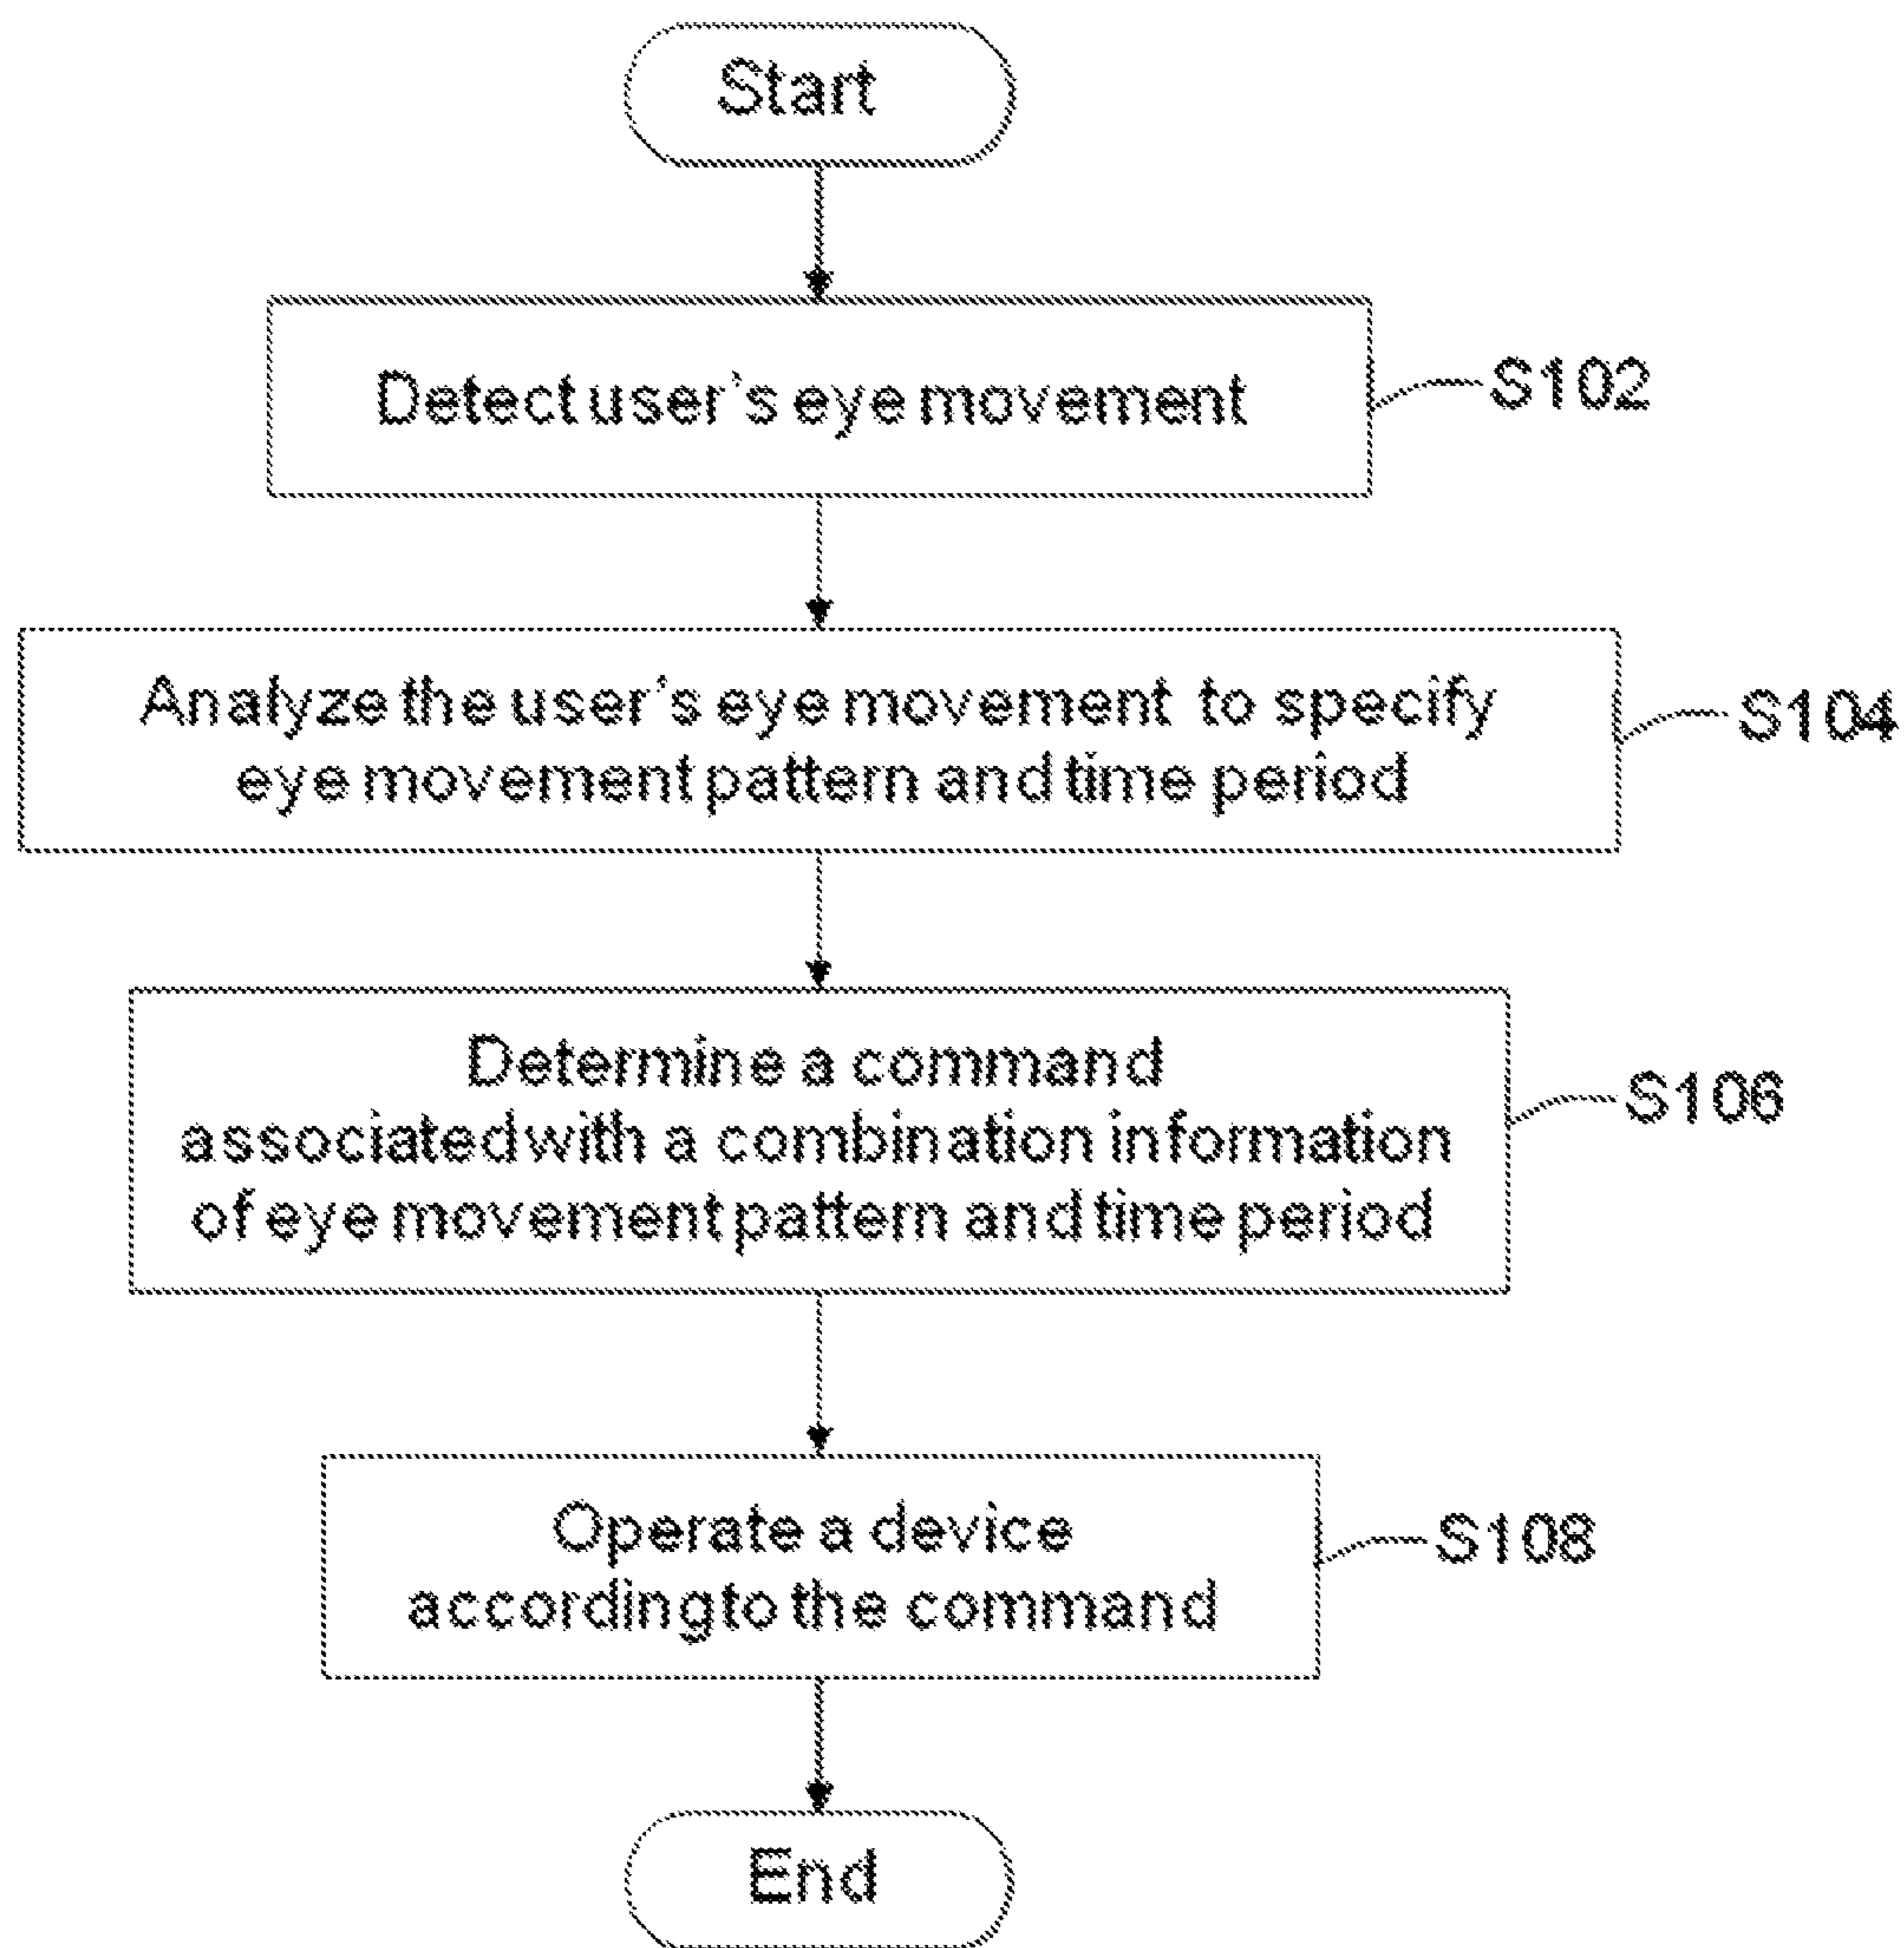 Start
Detect user's eye movement
S102
Analyze the user's eye movement to specify
eye movement pattern and time period
S104
Determine a command
associated with a combination information
of eye movement pattern and time period
S106
Operate a device
according to the command
S108
End